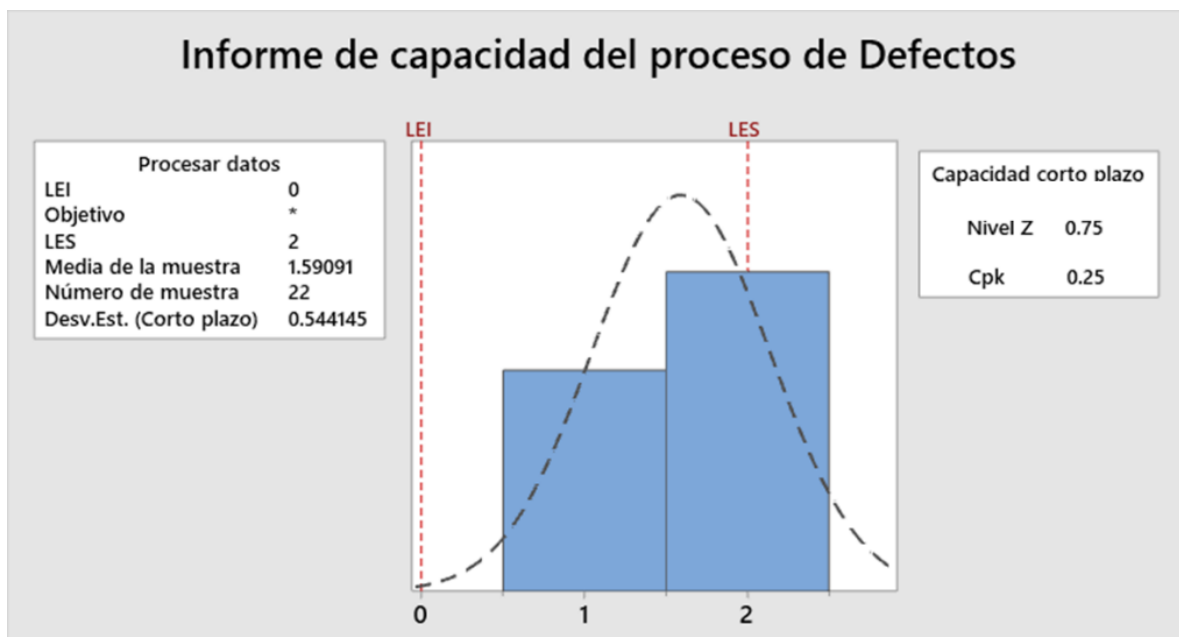 Informe de capacidad del proceso de Defectos
Procesar datos
LEI 0
Objetivo *
LES 2
Media de la muestra 1.59091
Número de muestra 22
Desv.Est. (Corto plazo) 0.544145
LEI LES
0 1 2
Capacidad corto plazo
Nivel Z 0.75
Cpk 0.25